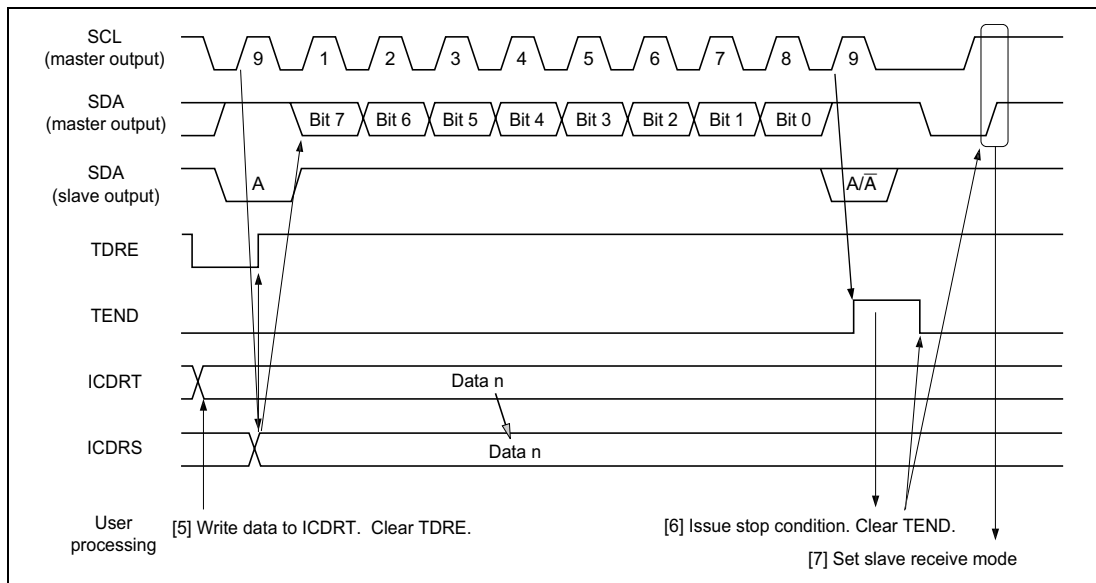 SCL
(master output)
9 1 2 3 4 5 6 7 8 9
SDA
(master output)
Bit 7 Bit 6 Bit 5 Bit 4 Bit 3 Bit 2 Bit 1 Bit 0
SDA
(slave output)
A A/A̅
TDRE
TEND
ICDRT
Data n
ICDRS
Data n
User
processing
[5] Write data to ICDRT. Clear TDRE.
[6] Issue stop condition. Clear TEND.
[7] Set slave receive mode